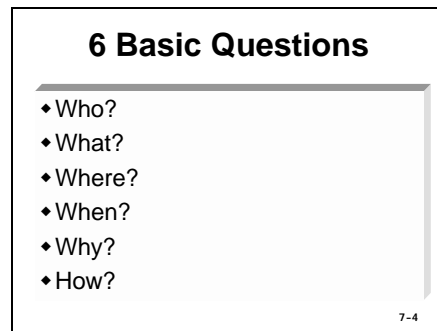 6 Basic Questions
◆Who?
◆What?
◆Where?
◆When?
◆Why?
◆How?
7-4